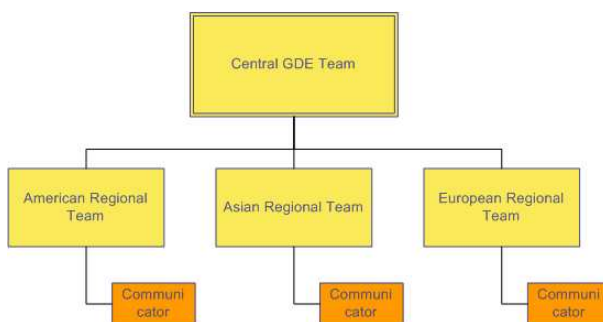 Central GDE Team
American Regional
Team
Asian Regional Team
European Regional
Team
Communi
cator
Communi
cator
Communi
cator